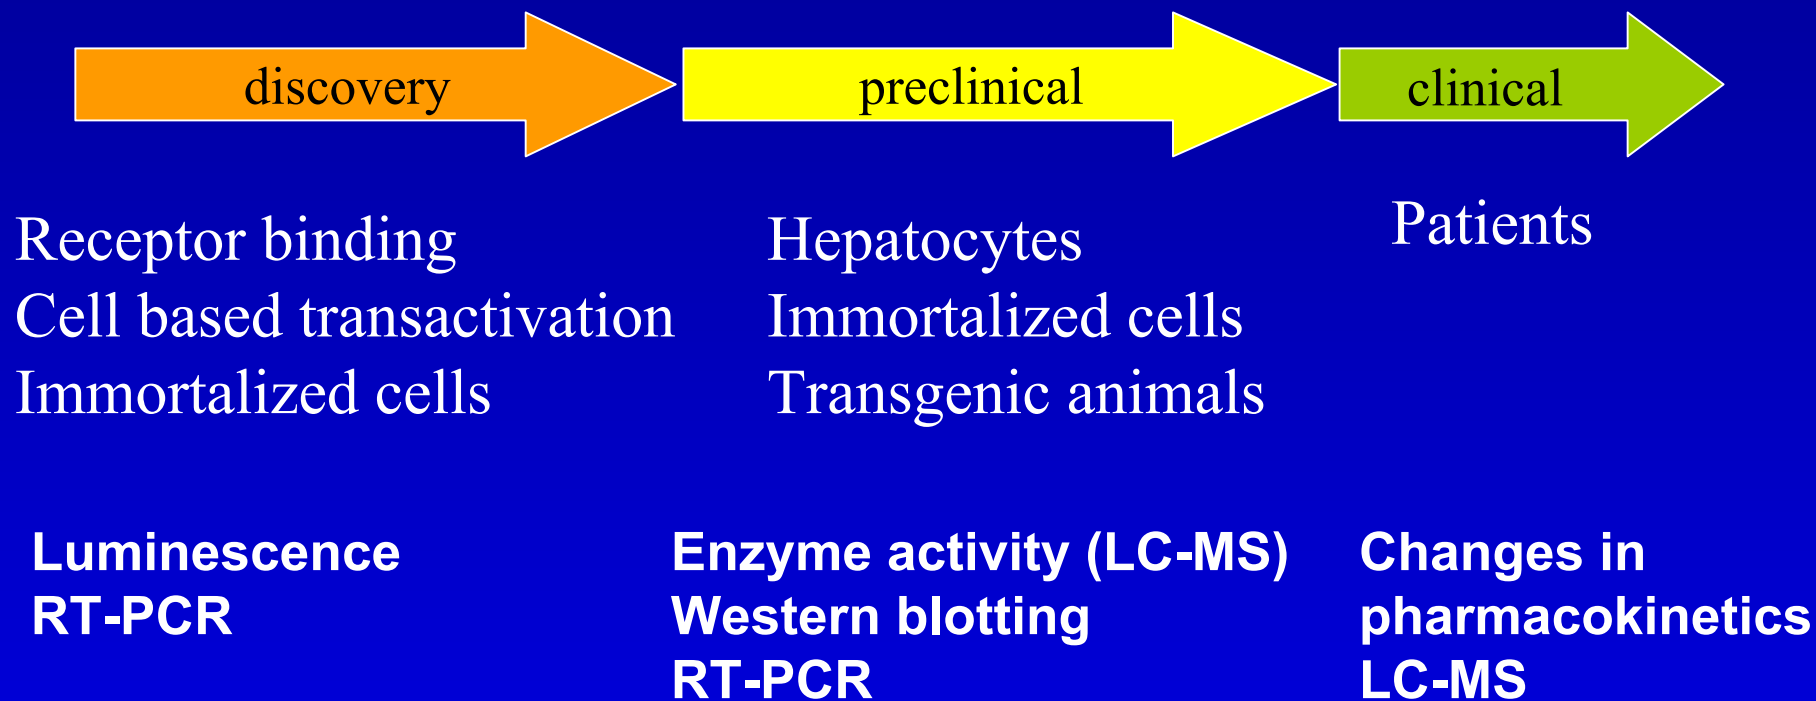 discovery
preclinical
clinical
Receptor binding
Cell based transactivation
Immortalized cells
Hepatocytes
Immortalized cells
Transgenic animals
Patients
Luminescence
RT-PCR
Enzyme activity (LC-MS)
Western blotting
RT-PCR
Changes in
pharmacokinetics
LC-MS